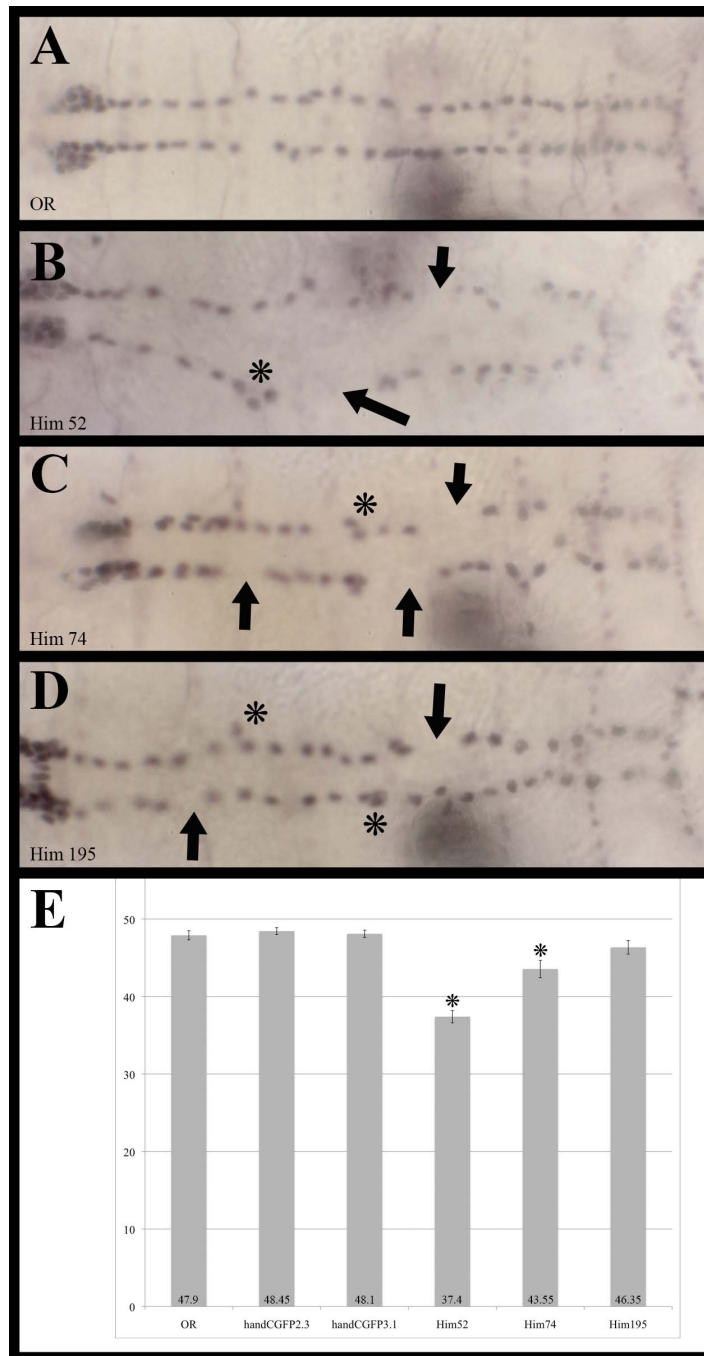 A
OR
B
*
Him 52
C
*
Him 74
D
*
*
Him 195
E
50
40
30
20
10
0
* *
47.9 48.45 48.1 37.4 43.55 46.35
OR handCGFP2.3 handCGFP3.1 Him52 Him74 Him195